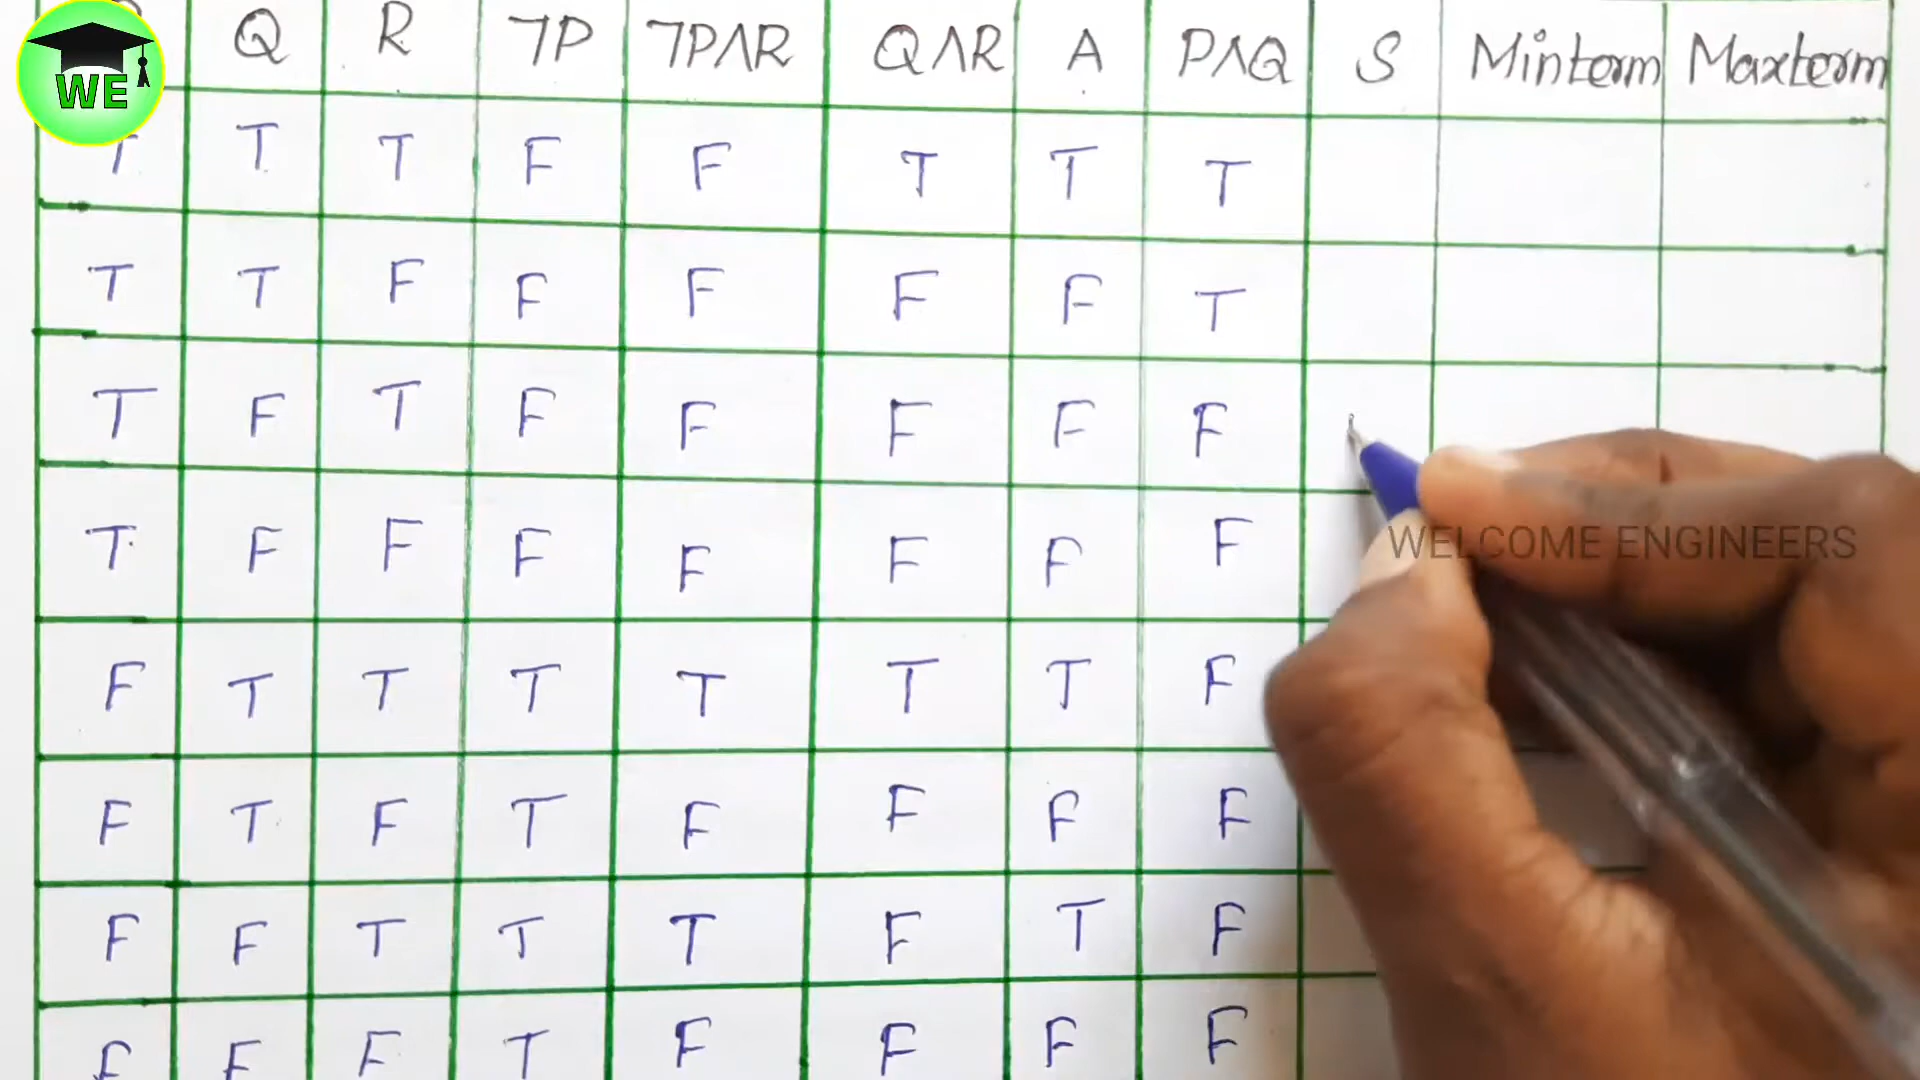 WE
Q R ¬P ¬P∧R Q∧R A P∧Q S Minterm Maxterm
T T T F F T T T
T T F F F F F T
T F T F F F F F
T F F F F F F F
WELCOME ENGINEERS
F T T T T T T F
F T F T F F F F
F F T T T F T F
F F F T F F F F